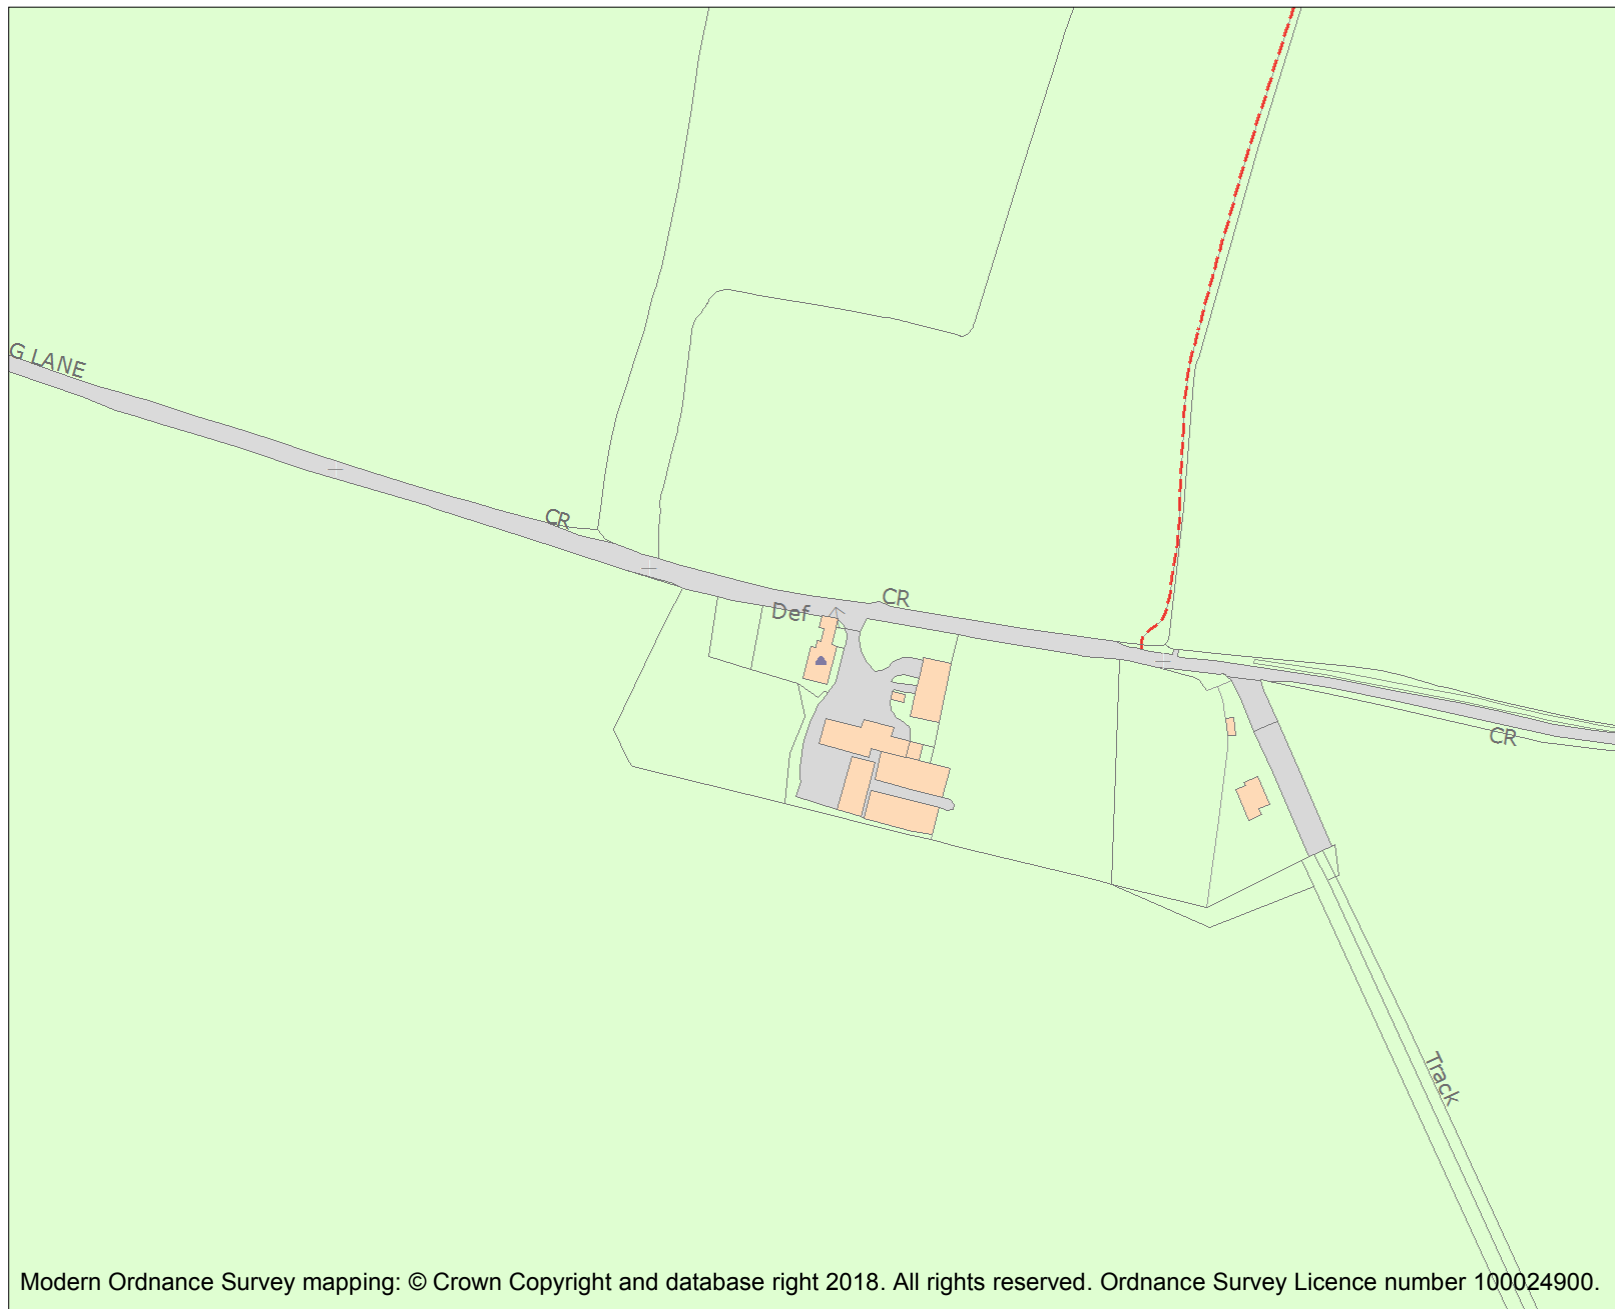 G LANE
CR
CR
Def
CR
Track
Modern Ordnance Survey mapping: © Crown Copyright and database right 2018. All rights reserved. Ordnance Survey Licence number 100024900.